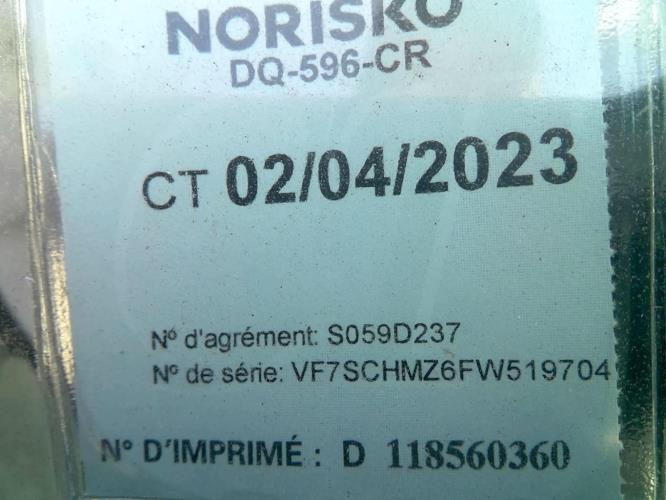 NORISKO
DQ-596-CR
CT 02/04/2023
N° d'agrément: S059D237
N° de série: VF7SCHMZ6FW519704
N° D'IMPRIMÉ : D 118560360